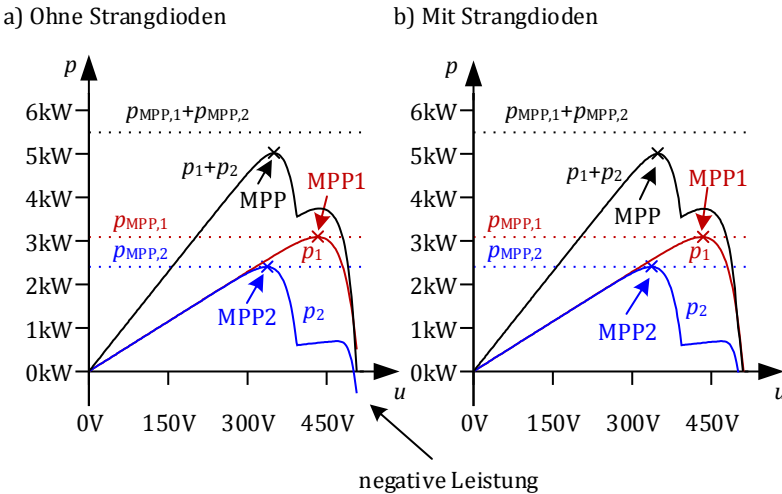 a) Ohne Strangdioden
b) Mit Strangdioden
p
6kW
5kW
4kW
3kW
2kW
1kW
0kW
pMPP,1+pMPP,2
p1+p2
MPP
MPP1
pMPP,1
p1
pMPP,2
MPP2
p2
u
0V 150V 300V 450V
p
6kW
5kW
4kW
3kW
2kW
1kW
0kW
pMPP,1+pMPP,2
p1+p2
MPP
MPP1
pMPP,1
p1
pMPP,2
MPP2
p2
u
0V 150V 300V 450V
negative Leistung